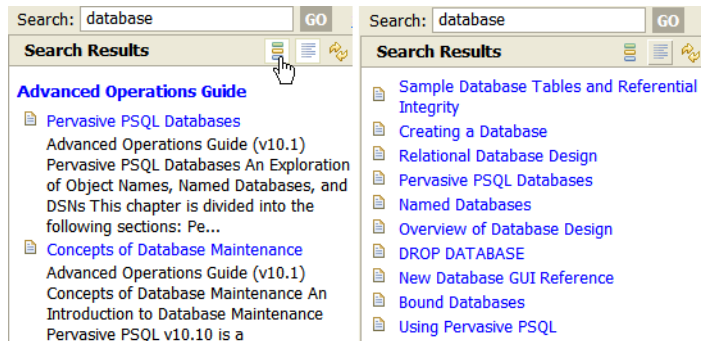 Search: database GO
Search Results
Advanced Operations Guide
Pervasive PSQL Databases
Advanced Operations Guide (v10.1)
Pervasive PSQL Databases An Exploration
of Object Names, Named Databases, and
DSNs This chapter is divided into the
following sections: Pe...
Concepts of Database Maintenance
Advanced Operations Guide (v10.1)
Concepts of Database Maintenance An
Introduction to Database Maintenance
Pervasive PSQL v10.10 is a
Search: database GO
Search Results
Sample Database Tables and Referential
Integrity
Creating a Database
Relational Database Design
Pervasive PSQL Databases
Named Databases
Overview of Database Design
DROP DATABASE
New Database GUI Reference
Bound Databases
Using Pervasive PSQL